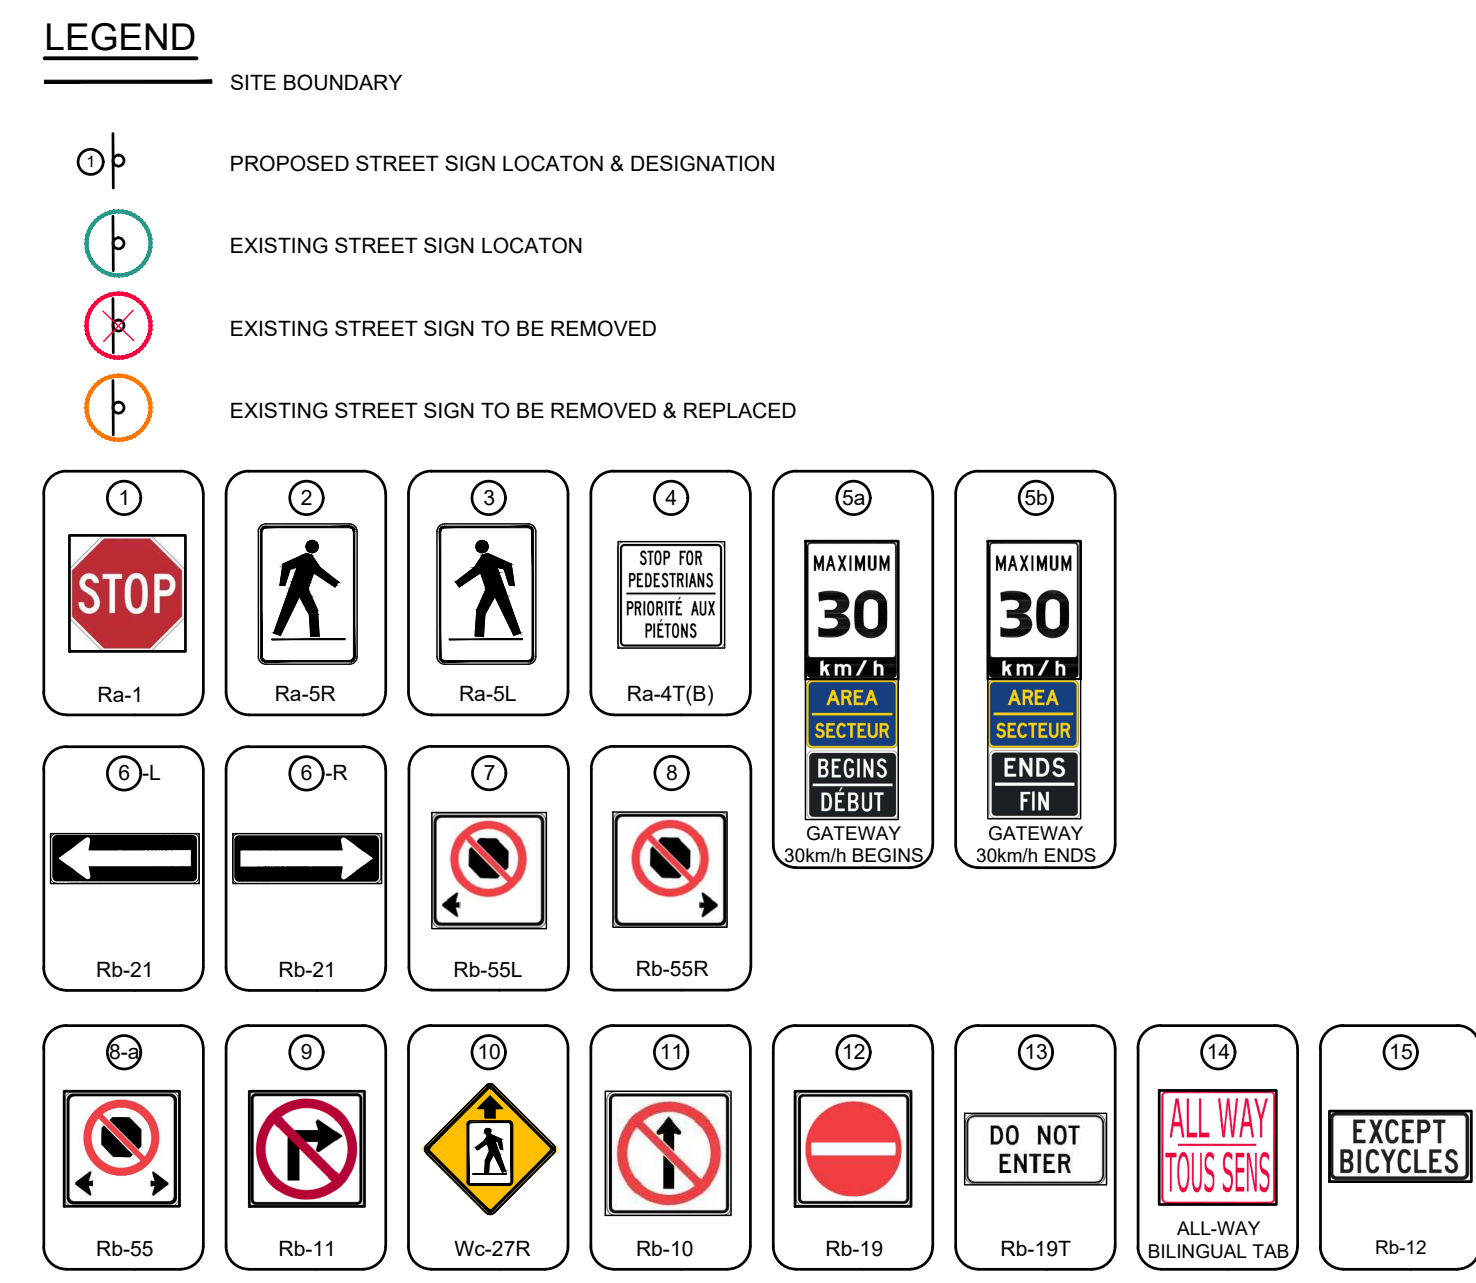 LEGEND
SITE BOUNDARY
1
PROPOSED STREET SIGN LOCATON & DESIGNATION
EXISTING STREET SIGN LOCATON
EXISTING STREET SIGN TO BE REMOVED
EXISTING STREET SIGN TO BE REMOVED & REPLACED
1
STOP
Ra-1
2
Ra-5R
3
Ra-5L
4
STOP FOR
PEDESTRIANS
PRIORITÉ AUX
PIÉTONS
Ra-4T(B)
5a
MAXIMUM
30
km/h
AREA
SECTEUR
BEGINS
DÉBUT
GATEWAY
30km/h BEGINS
5b
MAXIMUM
30
km/h
AREA
SECTEUR
ENDS
FIN
GATEWAY
30km/h ENDS
6-L
Rb-21
6-R
Rb-21
7
Rb-55L
8
Rb-55R
8-a
Rb-55
9
Rb-11
10
Wc-27R
11
Rb-10
12
Rb-19
13
DO NOT
ENTER
Rb-19T
14
ALL WAY
TOUS SENS
ALL-WAY
BILINGUAL TAB
15
EXCEPT
BICYCLES
Rb-12